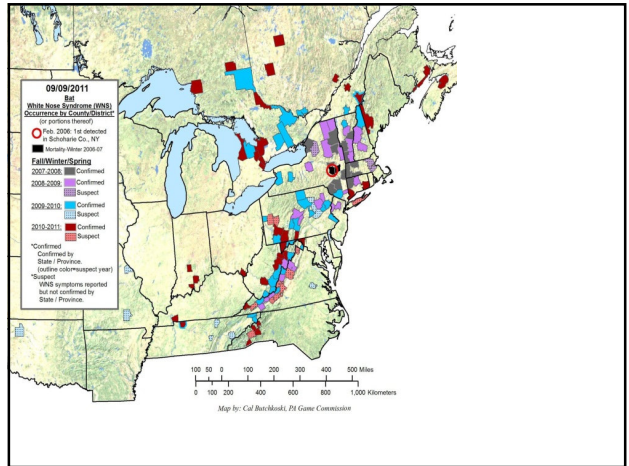 09/09/2011
Bat
White Nose Syndrome (WNS)
Occurrence by County/District*
(or portions thereof)
Feb. 2006: 1st detected
in Schoharie Co., NY
Mortality-Winter 2006-07
Fall/Winter/Spring
2007-2008: Confirmed
2008-2009: Confirmed
Suspect
2009-2010: Confirmed
Suspect
2010-2011: Confirmed
Suspect
*Confirmed
Confirmed by
State / Province.
(outline color=suspect year)
*Suspect
WNS symptoms reported
but not confirmed by
State / Province.
100 50 0 100 200 300 400 500 Miles
100 0 200 400 600 800 1,000 Kilometers
Map by: Cal Butchkoski, PA Game Commission